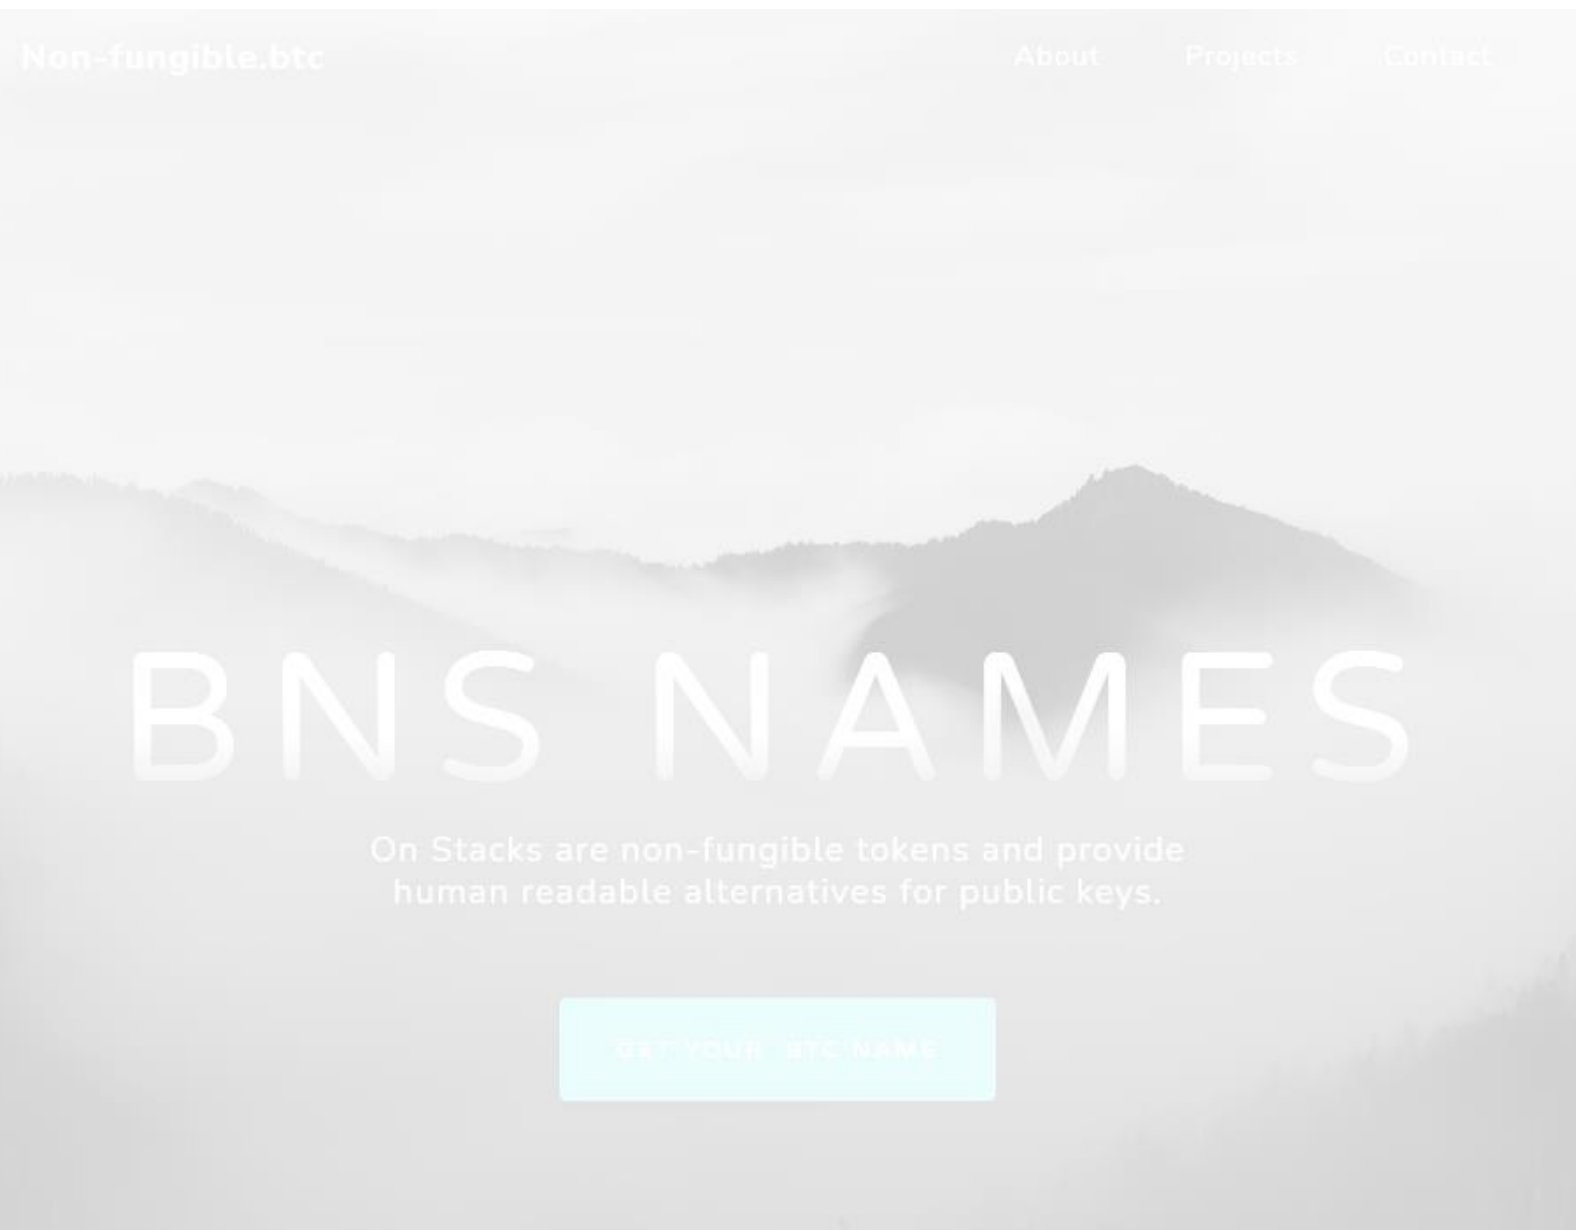 Non-fungible.btc
About Projects Contact
BNS NAMES
On Stacks are non-fungible tokens and provide
human readable alternatives for public keys.
GET YOUR BTC NAME